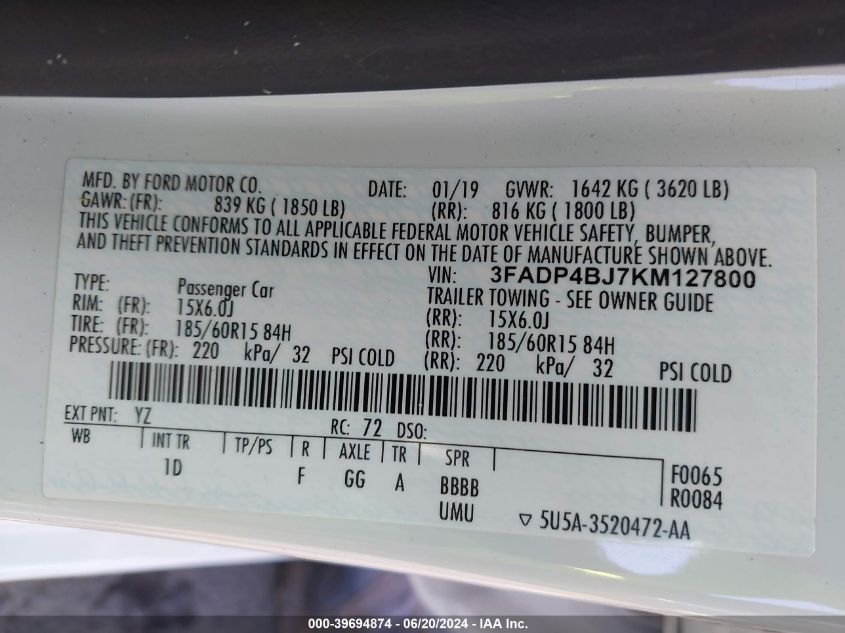 MFD. BY FORD MOTOR CO. DATE: 01/19 GVWR: 1642 KG ( 3620 LB)
GAWR: (FR): 839 KG ( 1850 LB) (RR): 816 KG ( 1800 LB)
THIS VEHICLE CONFORMS TO ALL APPLICABLE FEDERAL MOTOR VEHICLE SAFETY, BUMPER,
AND THEFT PREVENTION STANDARDS IN EFFECT ON THE DATE OF MANUFACTURE SHOWN ABOVE.
VIN: 3FADP4BJ7KM127800
TYPE: Passenger Car TRAILER TOWING - SEE OWNER GUIDE
RIM: (FR): 15X6.0J (RR): 15X6.0J
TIRE: (FR): 185/60R15 84H (RR): 185/60R15 84H
PRESSURE: (FR): 220 kPa/ 32 PSI COLD (RR): 220 kPa/ 32 PSI COLD
EXT PNT: YZ RC: 72 DSO:
WB INT TR TP/PS R AXLE TR SPR
1D F GG A BBBB F0065
UMU R0084
▽ 5U5A-3520472-AA
000-39694874 / 06/20/2024 - IAA Inc.